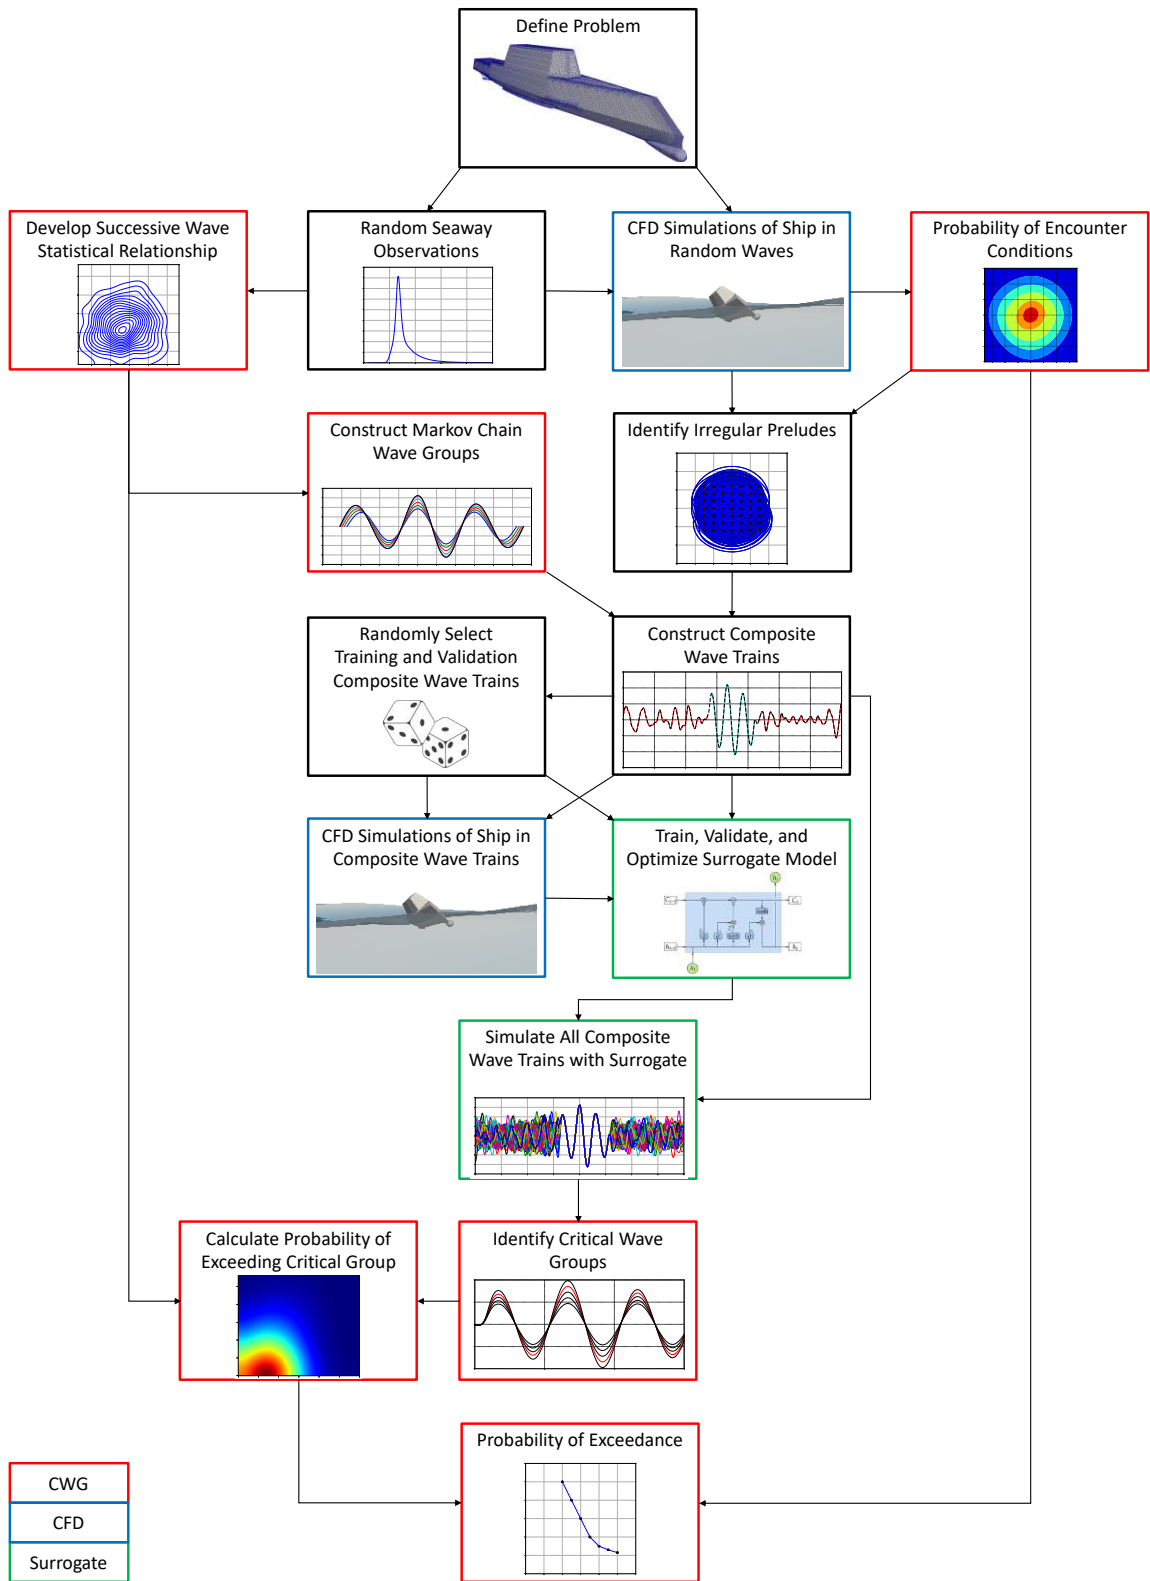 Define Problem
Develop Successive Wave
Statistical Relationship
Random Seaway
Observations
CFD Simulations of Ship in
Random Waves
Probability of Encounter
Conditions
Construct Markov Chain
Wave Groups
Identify Irregular Preludes
Randomly Select
Training and Validation
Composite Wave Trains
Construct Composite
Wave Trains
CFD Simulations of Ship in
Composite Wave Trains
Train, Validate, and
Optimize Surrogate Model
Simulate All Composite
Wave Trains with Surrogate
Calculate Probability of
Exceeding Critical Group
Identify Critical Wave
Groups
Probability of Exceedance
CWG
CFD
Surrogate